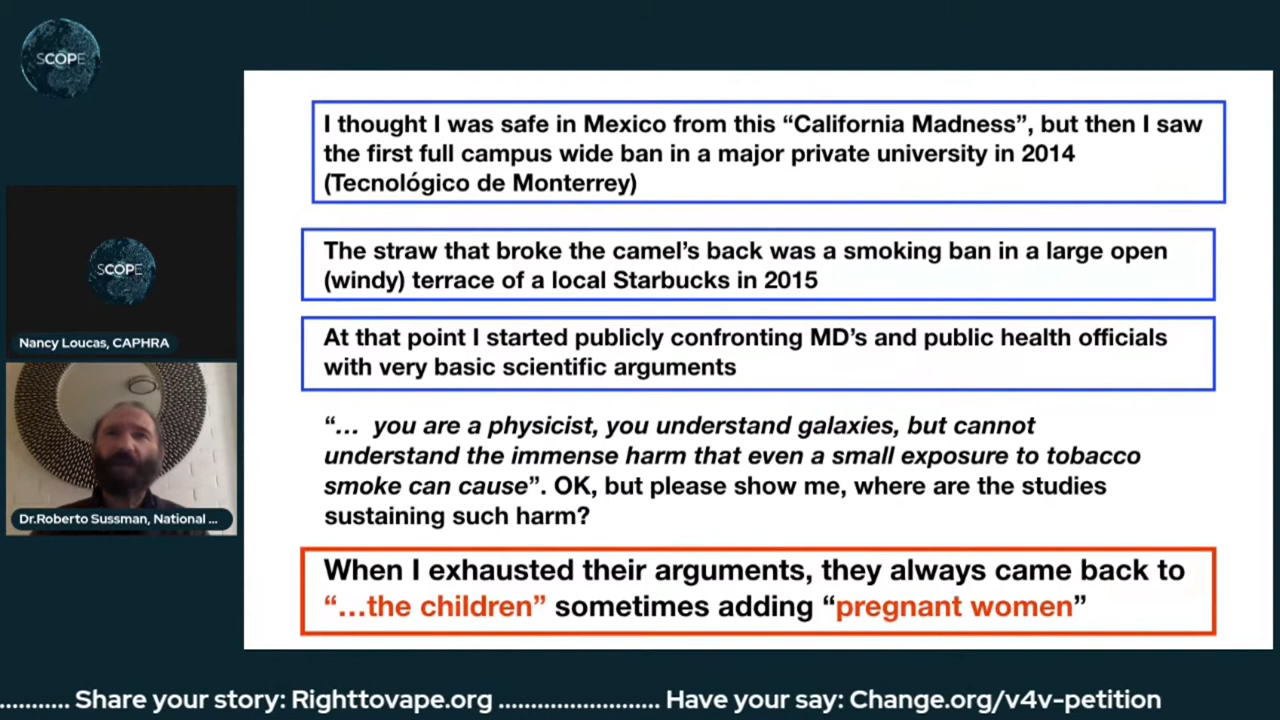 SCOPE
I thought I was safe in Mexico from this “California Madness”, but then I saw
the first full campus wide ban in a major private university in 2014
(Tecnológico de Monterrey)
The straw that broke the camel’s back was a smoking ban in a large open
(windy) terrace of a local Starbucks in 2015
At that point I started publicly confronting MD’s and public health officials
with very basic scientific arguments
“… you are a physicist, you understand galaxies, but cannot
understand the immense harm that even a small exposure to tobacco
smoke can cause”. OK, but please show me, where are the studies
sustaining such harm?
When I exhausted their arguments, they always came back to
“…the children” sometimes adding “pregnant women”
SCOPE
Nancy Loucas, CAPHRA
Dr.Roberto Sussman, National ...
........... Share your story: Righttovape.org ......................... Have your say: Change.org/v4v-petition